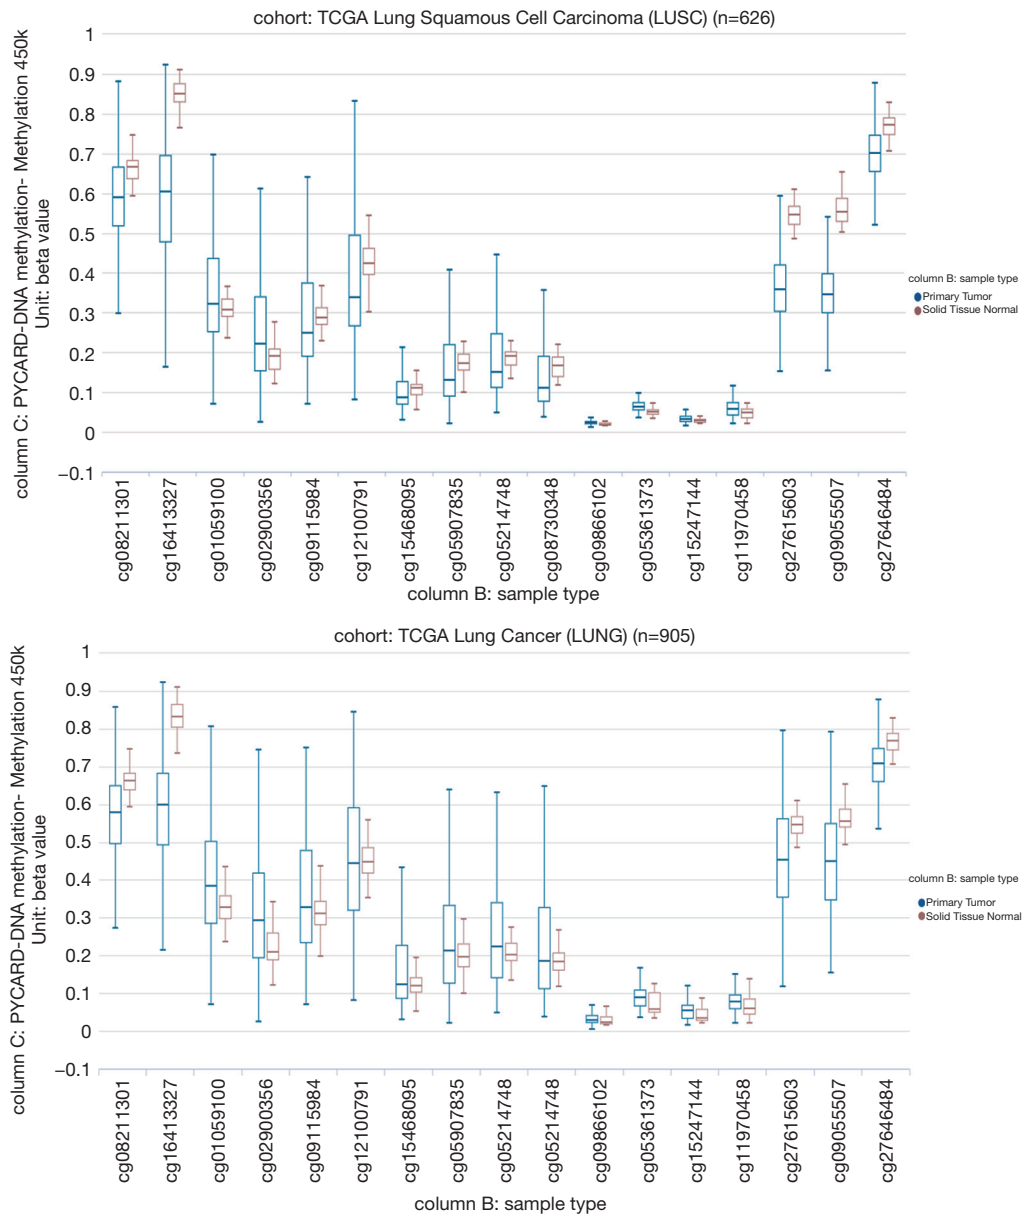 cohort: TCGA Lung Squamous Cell Carcinoma (LUSC) (n=626)
column C: PYCARD-DNA methylation- Methylation 450k
Unit: beta value
1
0.9
0.8
0.7
0.6
0.5
0.4
0.3
0.2
0.1
0
−0.1
column B: sample type
Primary Tumor
Solid Tissue Normal
cg08211301
cg16413327
cg01059100
cg02900356
cg09115984
cg12100791
cg15468095
cg05907835
cg05214748
cg08730348
cg09866102
cg05361373
cg15247144
cg11970458
cg27615603
cg09055507
cg27646484
column B: sample type
cohort: TCGA Lung Cancer (LUNG) (n=905)
column C: PYCARD-DNA methylation- Methylation 450k
Unit: beta value
1
0.9
0.8
0.7
0.6
0.5
0.4
0.3
0.2
0.1
0
−0.1
column B: sample type
Primary Tumor
Solid Tissue Normal
cg08211301
cg16413327
cg01059100
cg02900356
cg09115984
cg12100791
cg15468095
cg05907835
cg05214748
cg05214748
cg09866102
cg05361373
cg15247144
cg11970458
cg27615603
cg09055507
cg27646484
column B: sample type